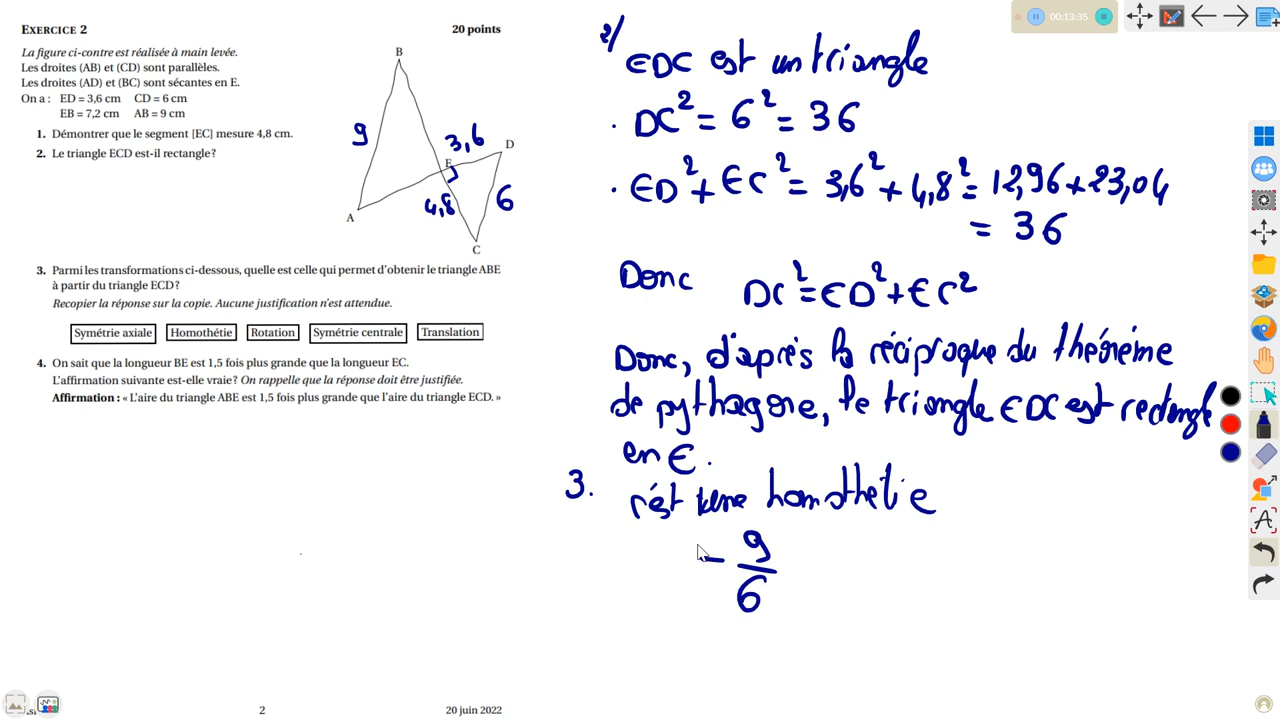 EXERCICE 2 20 points
La figure ci-contre est réalisée à main levée.
Les droites (AB) et (CD) sont parallèles.
Les droites (AD) et (BC) sont sécantes en E.
On a : ED = 3,6 cm CD = 6 cm
EB = 7,2 cm AB = 9 cm
1. Démontrer que le segment [EC] mesure 4,8 cm.
2. Le triangle ECD est-il rectangle?
B
9
3,6
E
D
4,8
6
A
C
3. Parmi les transformations ci-dessous, quelle est celle qui permet d'obtenir le triangle ABE
à partir du triangle ECD?
Recopier la réponse sur la copie. Aucune justification n'est attendue.
Symétrie axiale Homothétie Rotation Symétrie centrale Translation
4. On sait que la longueur BE est 1,5 fois plus grande que la longueur EC.
L'affirmation suivante est-elle vraie? On rappelle que la réponse doit être justifiée.
Affirmation : « L'aire du triangle ABE est 1,5 fois plus grande que l'aire du triangle ECD. »
2 20 juin 2022
00:13:35
2/
EDC est un triangle
· DC² = 6² = 36
· ED² + EC² = 3,6² + 4,8² = 12,96 + 23,04
= 36
Donc DC² = ED² + EC²
Donc, d'après la réciproque du théorème
de pythagore, le triangle EDC est rectangle
en E.
3. c'est une homothetie
- 9/6